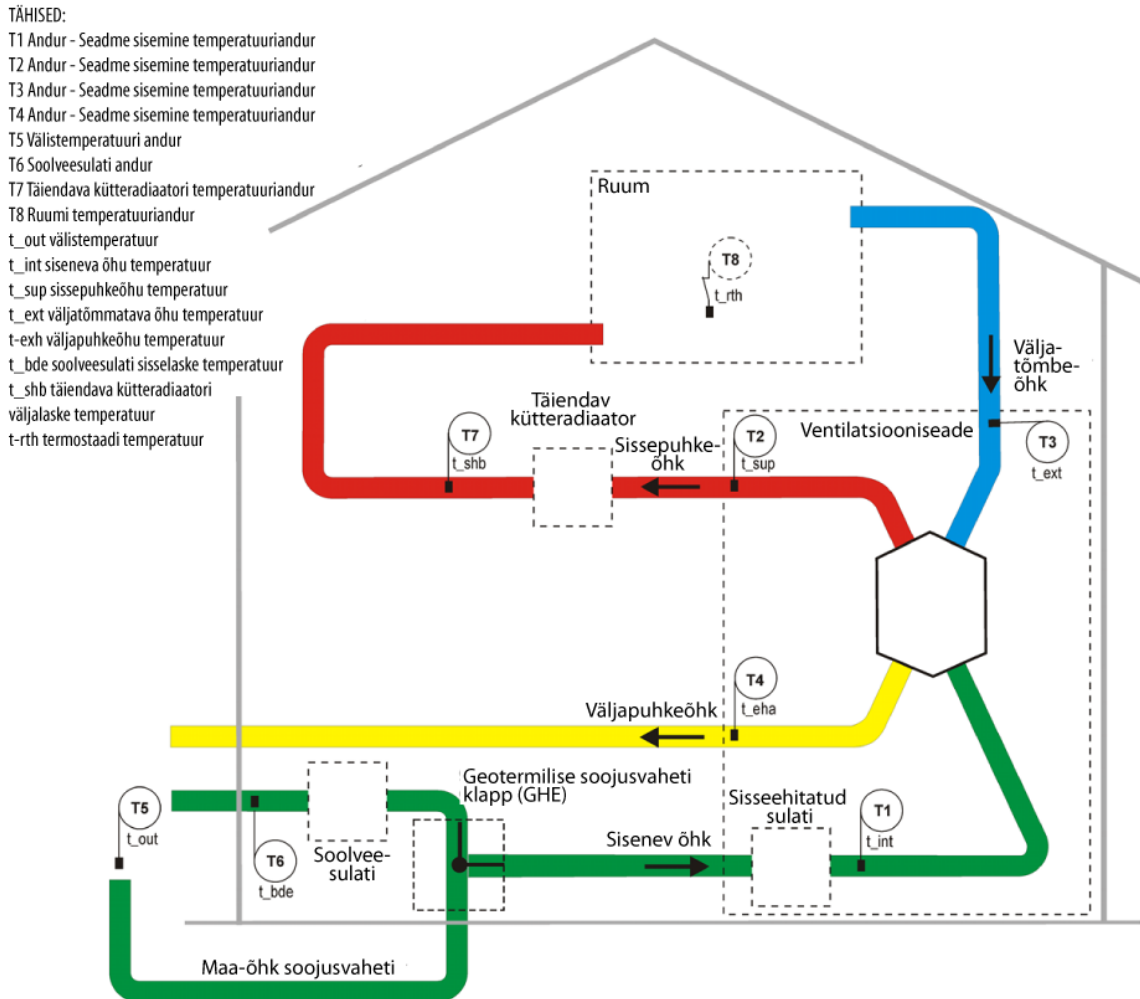 TÄHISED:
T1 Andur - Seadme sisemine temperatuuriandur
T2 Andur - Seadme sisemine temperatuuriandur
T3 Andur - Seadme sisemine temperatuuriandur
T4 Andur - Seadme sisemine temperatuuriandur
T5 Välistemperatuuri andur
T6 Soolveesulati andur
T7 Täiendava kütteradiaatori temperatuuriandur
T8 Ruumi temperatuuriandur
t_out välistemperatuur
t_int siseneva õhu temperatuur
t_sup sissepuhkeõhu temperatuur
t_ext väljatõmmatava õhu temperatuur
t-exh väljapuhkeõhu temperatuur
t_bde soolveesulati sisselaske temperatuur
t_shb täiendava kütteradiaatori
väljalaske temperatuur
t-rth termostaadi temperatuur
Ruum
T8
t_rth
Välja-
tõmbe-
õhk
Täiendav
kütteradiaator
T7
t_shb
Sissepuhke-
õhk
T2
t_sup
Ventilatsiooniseade
T3
t_ext
T4
t_eha
Väljapuhkeõhk
Geotermilise soojusvaheti
klapp (GHE)
Sisseehitatud
sulati
T5
t_out
T6
t_bde
Soolvee-
sulati
Sisenev õhk
T1
t_int
Maa-õhk soojusvaheti